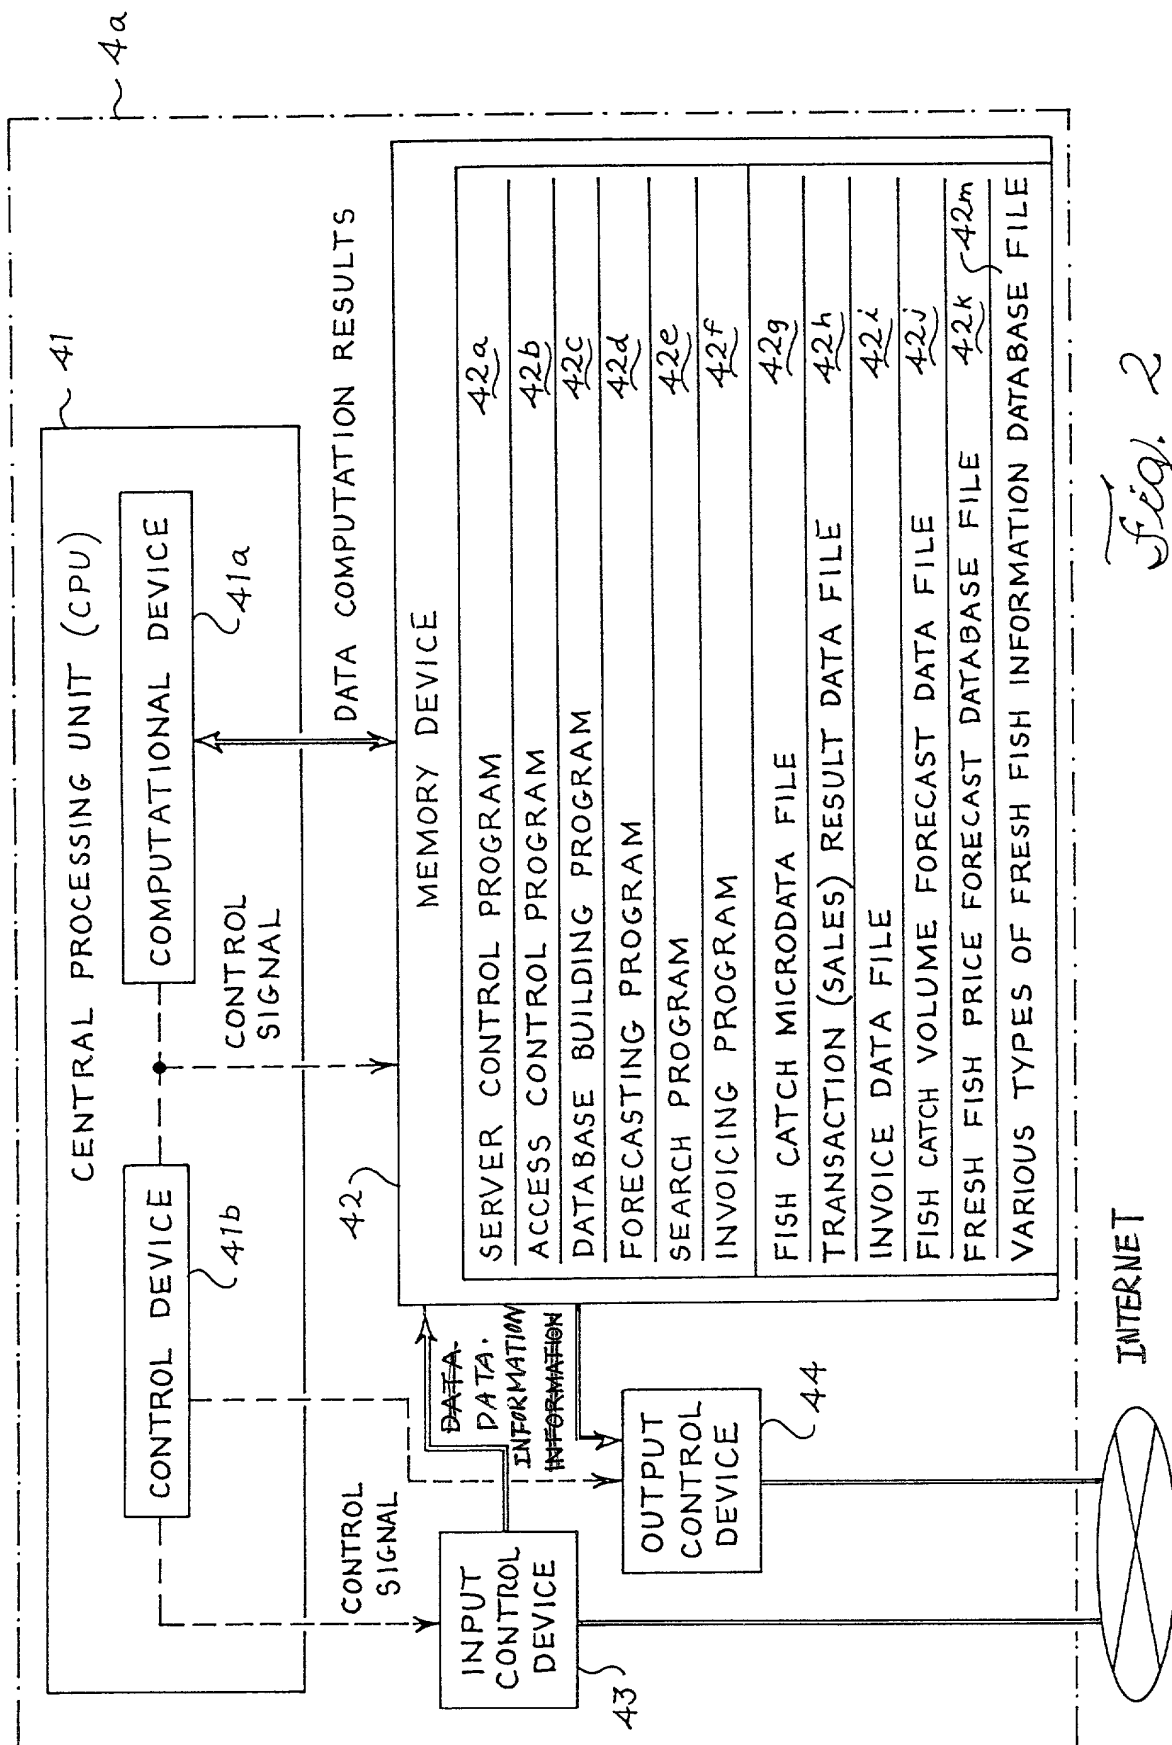 4a
CENTRAL PROCESSING UNIT (CPU)
41
CONTROL DEVICE
COMPUTATIONAL DEVICE
41b
41a
CONTROL
SIGNAL
CONTROL
SIGNAL
DATA COMPUTATION RESULTS
42
MEMORY DEVICE
SERVER CONTROL PROGRAM 42a
ACCESS CONTROL PROGRAM 42b
DATABASE BUILDING PROGRAM 42c
FORECASTING PROGRAM 42d
SEARCH PROGRAM 42e
INVOICING PROGRAM 42f
FISH CATCH MICRODATA FILE 42g
TRANSACTION (SALES) RESULT DATA FILE 42h
INVOICE DATA FILE 42i
FISH CATCH VOLUME FORECAST DATA FILE 42j
FRESH FISH PRICE FORECAST DATABASE FILE 42k
42m
VARIOUS TYPES OF FRESH FISH INFORMATION DATABASE FILE
DATA.
DATA.
INFORMATION
INFORMATION
INPUT
CONTROL
DEVICE
43
OUTPUT
CONTROL
DEVICE
44
INTERNET
Fig. 2